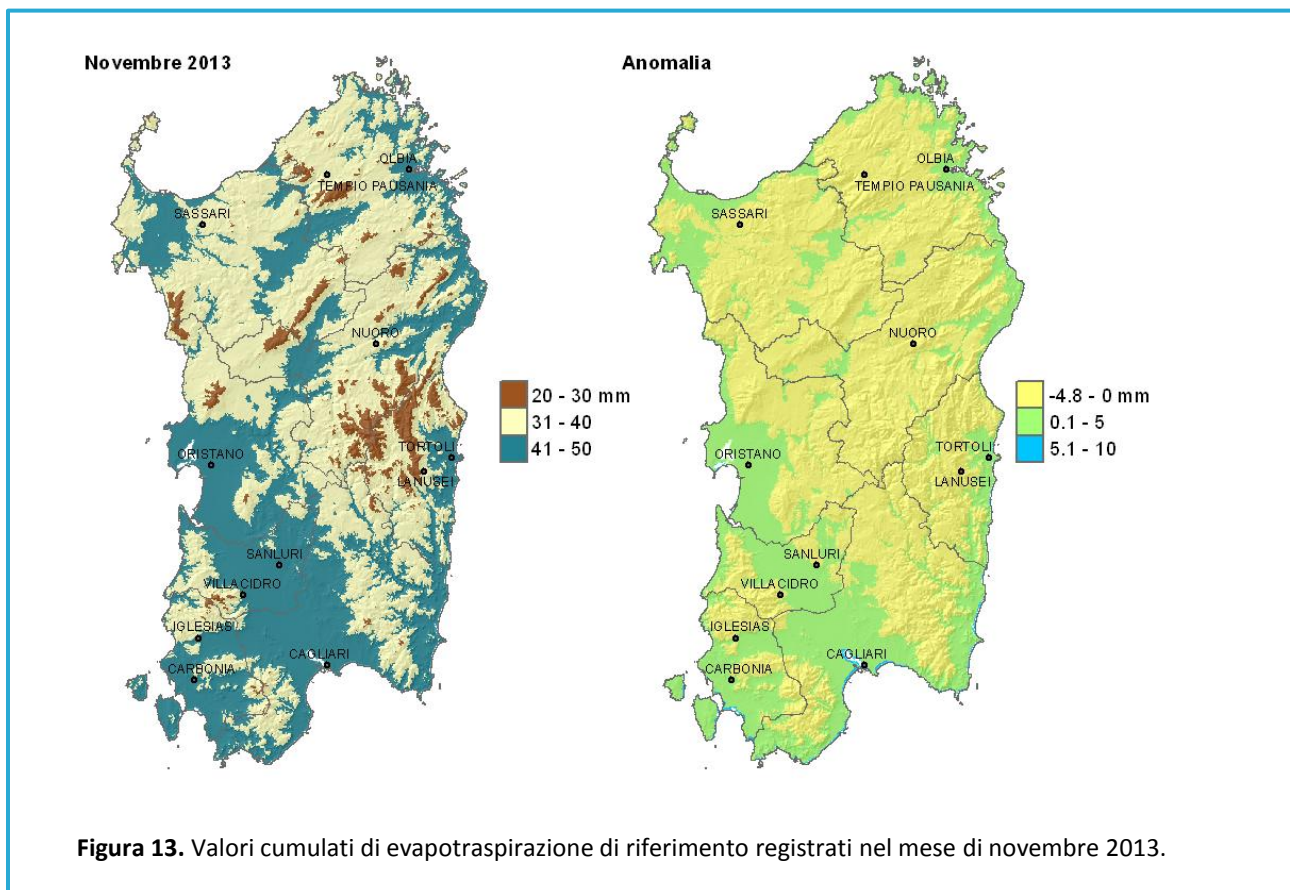 Novembre 2013
OLBIA
TEMPIO PAUSANIA
SASSARI
NUORO
ORISTANO
TORTOLI
LANUSEI
SANLURI
VILLACIDRO
IGLESIAS
CAGLIARI
CARBONIA
20 - 30 mm
31 - 40
41 - 50
Anomalia
OLBIA
TEMPIO PAUSANIA
SASSARI
NUORO
ORISTANO
TORTOLI
LANUSEI
SANLURI
VILLACIDRO
IGLESIAS
CAGLIARI
CARBONIA
-4.8 - 0 mm
0.1 - 5
5.1 - 10
Figura 13. Valori cumulati di evapotraspirazione di riferimento registrati nel mese di novembre 2013.